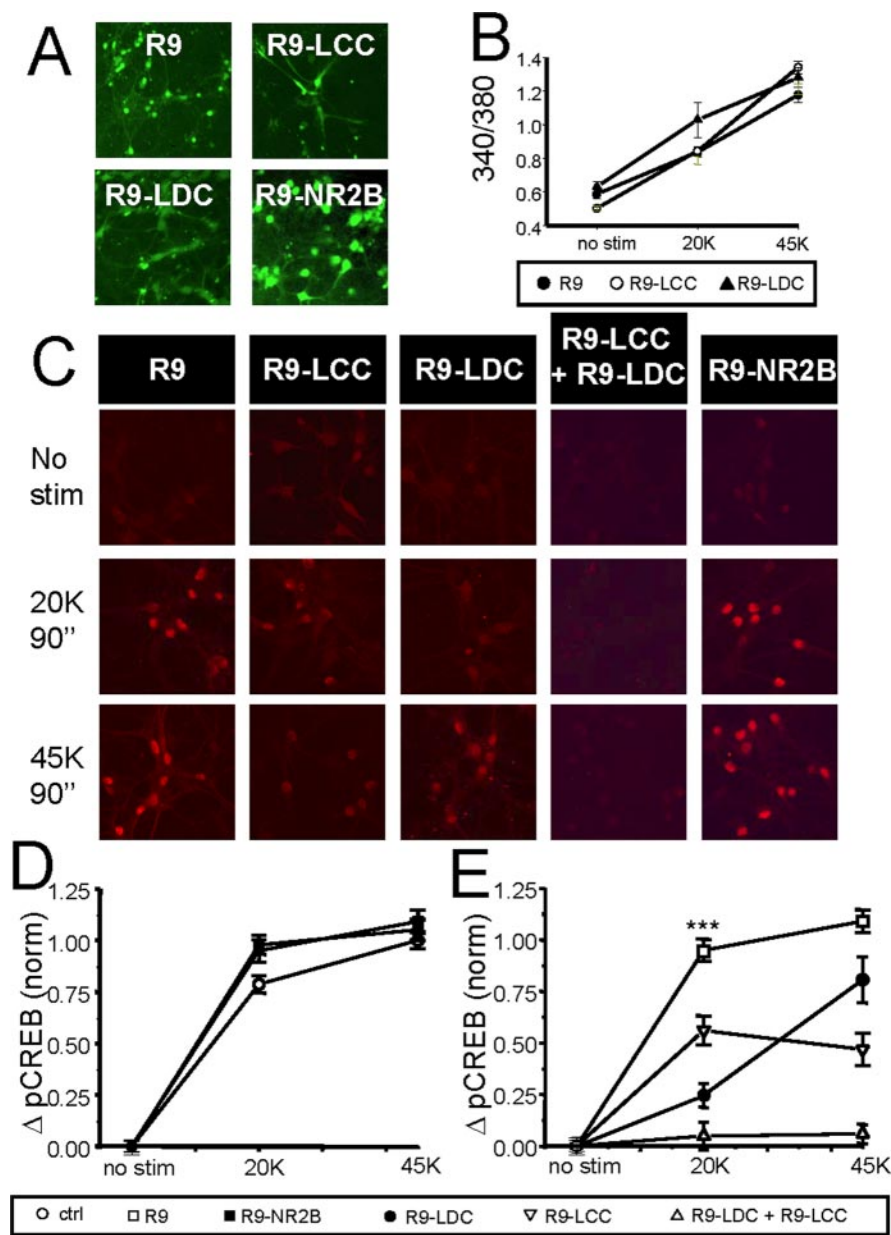 A
R9
R9-LCC
R9-LDC
R9-NR2B
B
340/380
1.4
1.2
1.0
0.8
0.6
0.4
no stim
20K
45K
R9
R9-LCC
R9-LDC
C
R9
R9-LCC
R9-LDC
R9-LCC
+ R9-LDC
R9-NR2B
No
stim
20K
90”
45K
90”
D
Δ pCREB (norm)
1.25
1.00
0.75
0.50
0.25
0.00
no stim
20K
45K
E
Δ pCREB (norm)
1.25
1.00
0.75
0.50
0.25
0.00
***
no stim
20K
45K
ctrl
R9
R9-NR2B
R9-LDC
R9-LCC
R9-LDC + R9-LCC